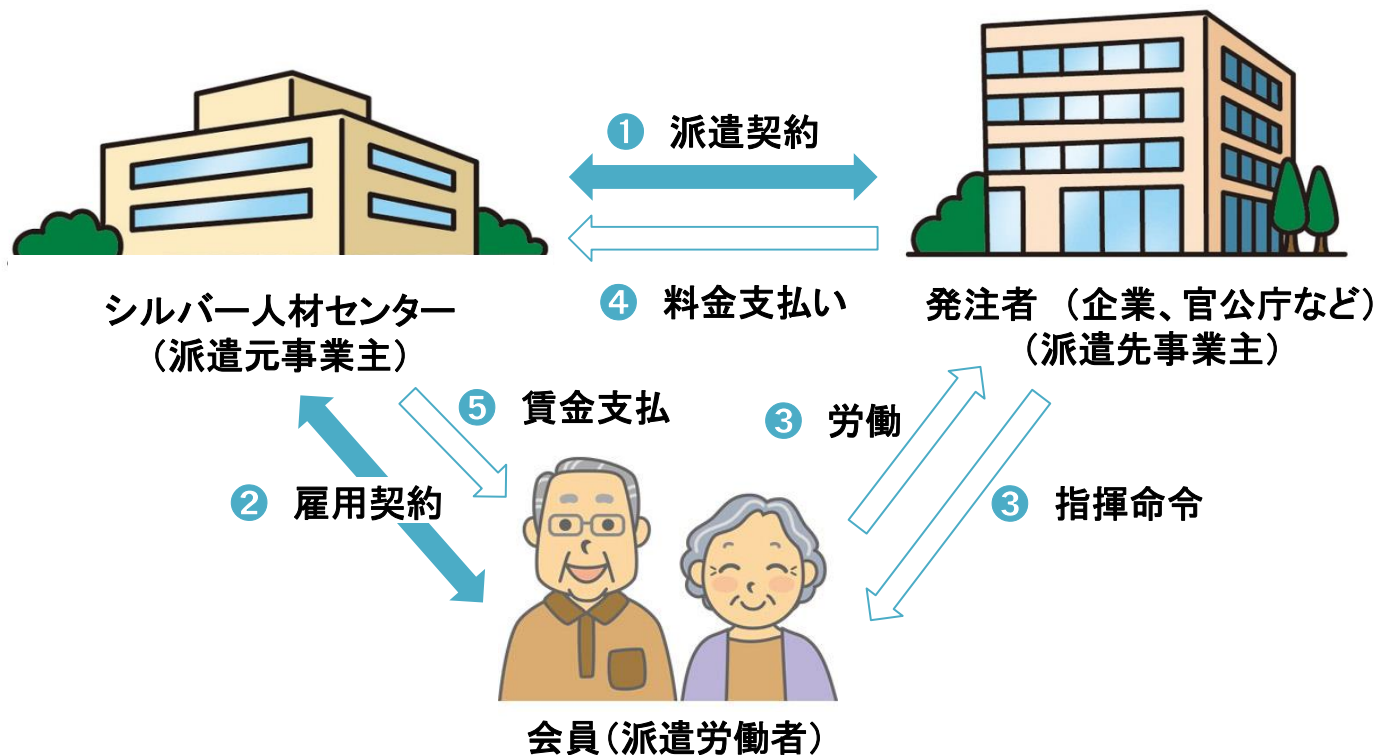 ❶ 派遣契約
❹ 料金支払い
シルバー人材センター
（派遣元事業主）
発注者 （企業、官公庁など）
（派遣先事業主）
❺ 賃金支払
❸ 労働
❷ 雇用契約
❸ 指揮命令
会員（派遣労働者）